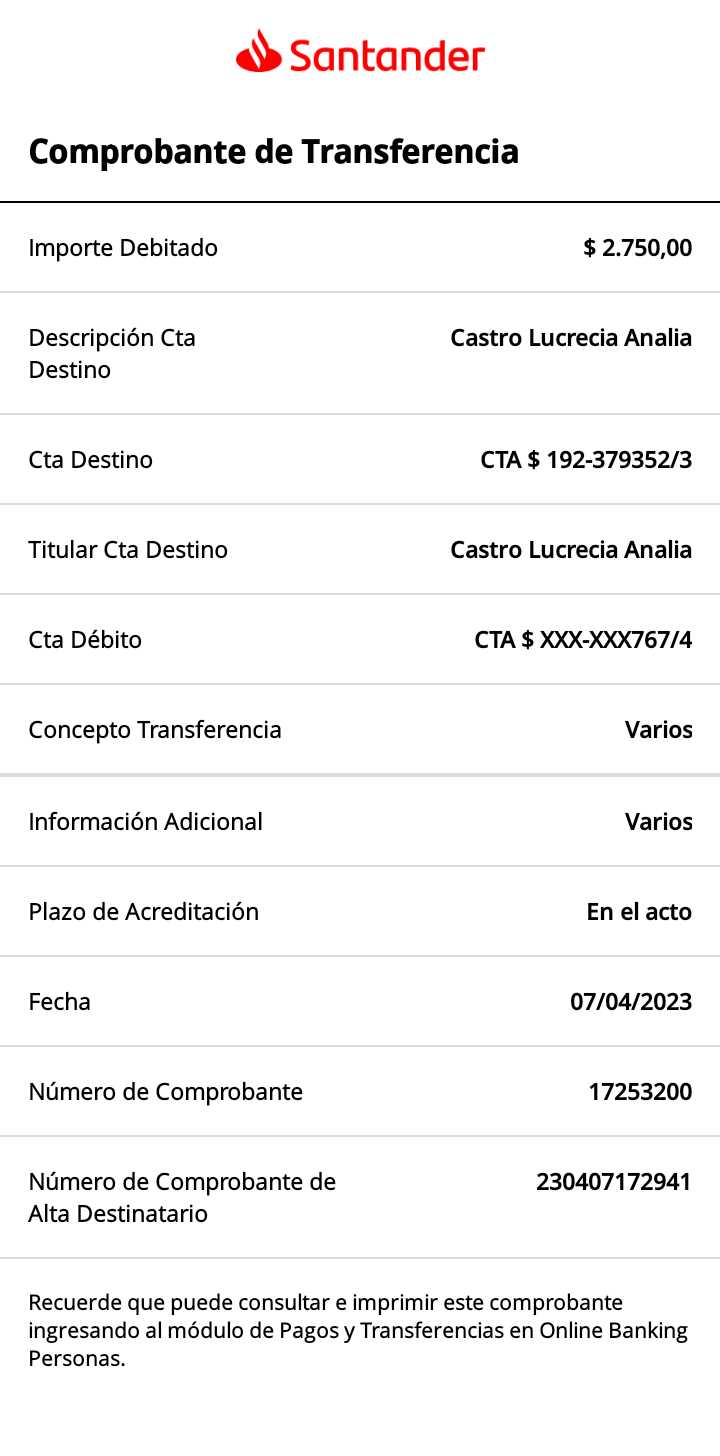 Santander
Comprobante de Transferencia
Importe Debitado $ 2.750,00
Descripción Cta Castro Lucrecia Analia
Destino
Cta Destino CTA $ 192-379352/3
Titular Cta Destino Castro Lucrecia Analia
Cta Débito CTA $ XXX-XXX767/4
Concepto Transferencia Varios
Información Adicional Varios
Plazo de Acreditación En el acto
Fecha 07/04/2023
Número de Comprobante 17253200
Número de Comprobante de 230407172941
Alta Destinatario
Recuerde que puede consultar e imprimir este comprobante
ingresando al módulo de Pagos y Transferencias en Online Banking
Personas.